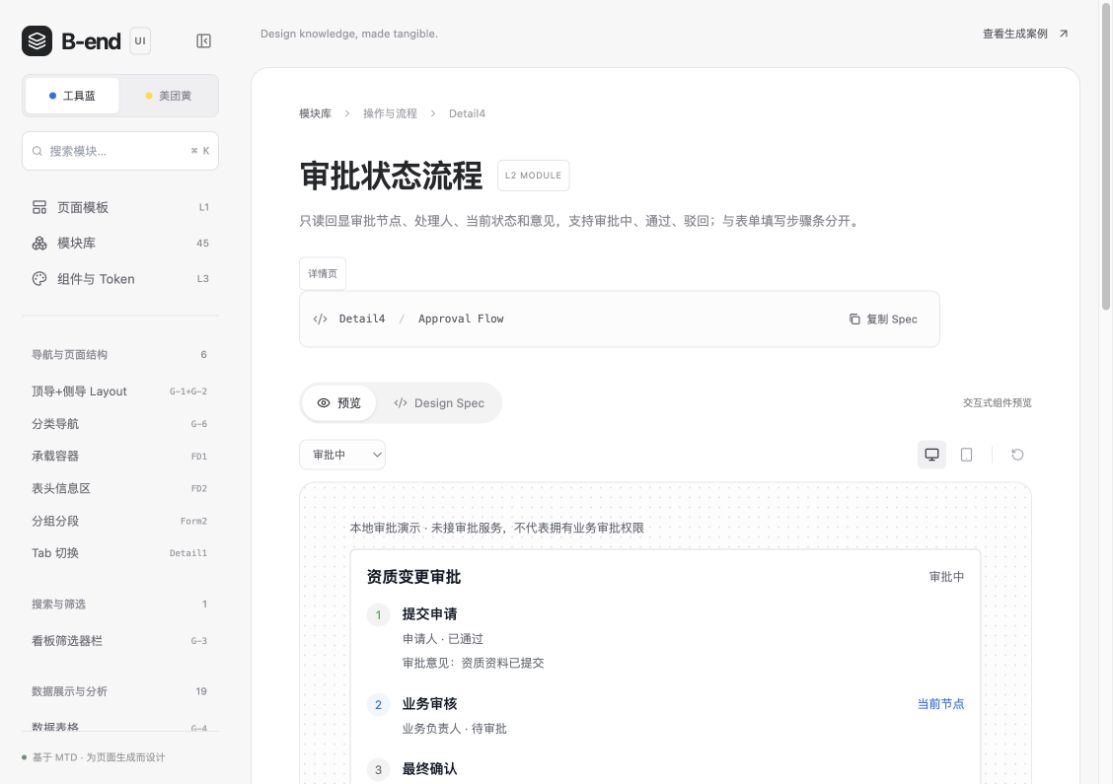 B-end UI
工具蓝 美团黄
搜索模块... ⌘ K
页面模板 L1
模块库 45
组件与 Token L3
导航与页面结构 6
顶导+侧导 Layout G-1+G-2
分类导航 G-6
承载容器 FD1
表头信息区 FD2
分组分段 Form2
Tab 切换 Detail1
搜索与筛选 1
看板筛选器栏 G-3
数据展示与分析 19
数据表格 G-4
基于 MTD · 为页面生成而设计
Design knowledge, made tangible. 查看生成案例
模块库 > 操作与流程 > Detail4
审批状态流程 L2 MODULE
只读回显审批节点、处理人、当前状态和意见，支持审批中、通过、驳回；与表单填写步骤条分开。
详情页
</> Detail4 / Approval Flow 复制 Spec
预览 </> Design Spec 交互式组件预览
审批中
本地审批演示 · 未接审批服务，不代表拥有业务审批权限
资质变更审批 审批中
1 提交申请
申请人 · 已通过
审批意见：资质资料已提交
2 业务审核 当前节点
业务负责人 · 待审批
3 最终确认